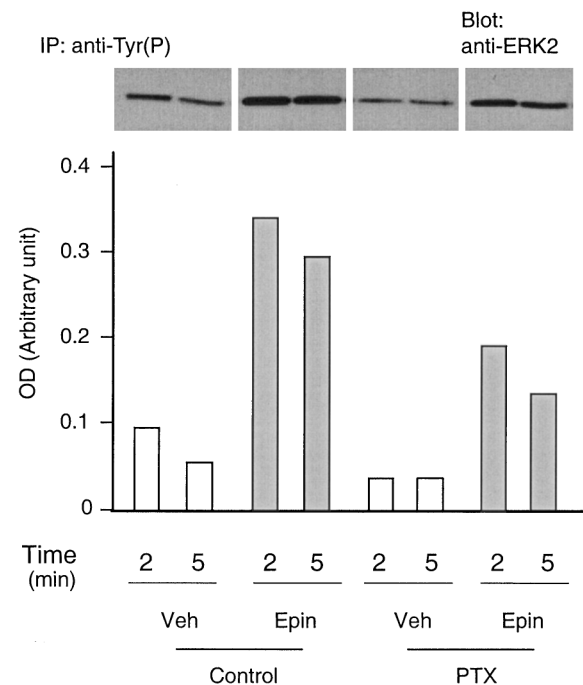 Blot:
IP: anti-Tyr(P) anti-ERK2
0.4
0.3
0.2
0.1
0
OD (Arbitrary unit)
Time 2 5 2 5 2 5 2 5
(min)
Veh Epin Veh Epin
Control PTX